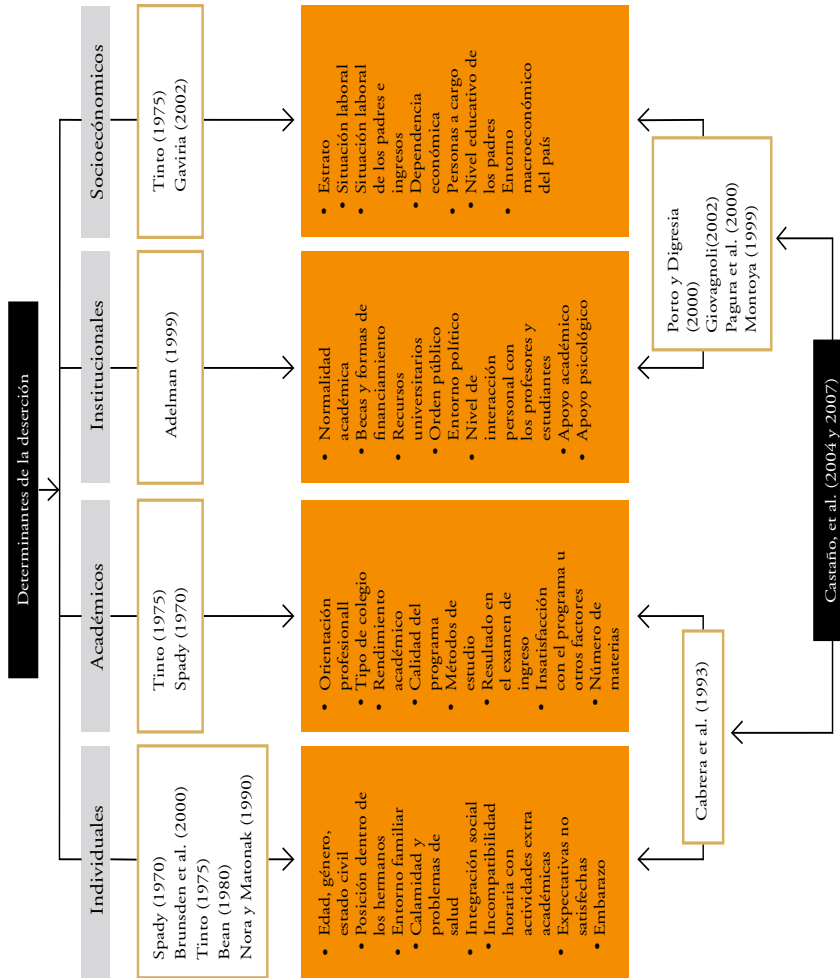 Determinantes de la deserción
Individuales
Spady (1970)
Brunsden et al. (2000)
Tinto (1975)
Bean (1980)
Nora y Matonak (1990)
• Edad, género,
estado civil
• Posición dentro de
los hermanos
• Entorno familiar
• Calamidad y
problemas de
salud
• Integración social
• Incompatibilidad
horaria con
actividades extra
académicas
• Expectativas no
satisfechas
• Embarazo
Académicos
Tinto (1975)
Spady (1970)
• Orientación
profesionall
• Tipo de colegio
• Rendimiento
académico
• Calidad del
programa
• Métodos de
estudio
• Resultado en
el examen de
ingreso
• Insatisfacción
con el programa u
otros factores
• Número de
materias
Institucionales
Adelman (1999)
• Normalidad
académica
• Becas y formas de
financiamiento
• Recursos
universitarios
• Orden público
• Entorno político
• Nivel de
interacción
personal con
los profesores y
estudiantes
• Apoyo académico
• Apoyo psicológico
Socioecónomicos
Tinto (1975)
Gaviria (2002)
• Estrato
• Situación laboral
• Situación laboral
de los padres e
ingresos
• Dependencia
económica
• Personas a cargo
• Nivel educativo de
los padres
• Entorno
macroeconómico
del país
Cabrera et al. (1993)
Porto y Digresia
(2000)
Giovagnoli(2002)
Pagura et al. (2000)
Montoya (1999)
Castaño, et al. (2004 y 2007)